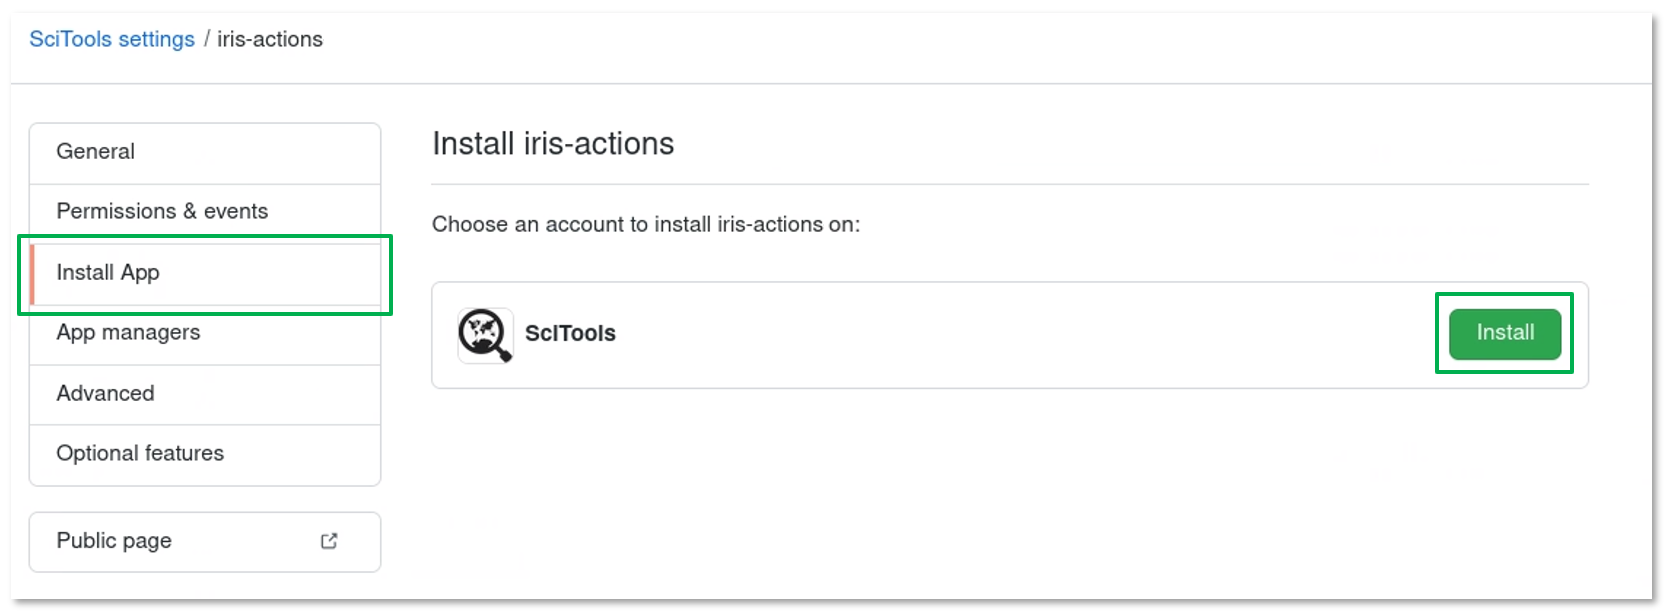 SciTools settings / iris-actions
General
Permissions & events
Install App
App managers
Advanced
Optional features
Public page
Install iris-actions
Choose an account to install iris-actions on:
SciTools
Install